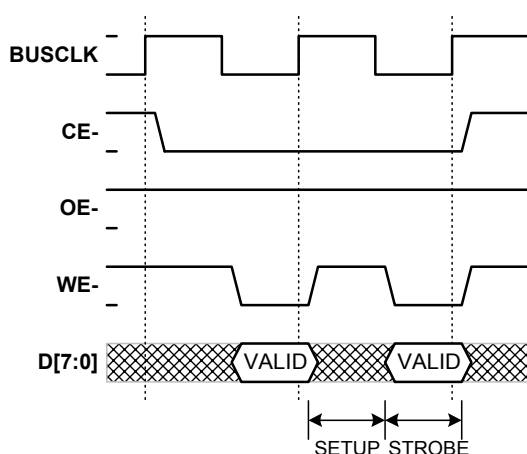 BUSCLK
CE-
OE-
WE-
D[7:0] VALID VALID
SETUP STROBE